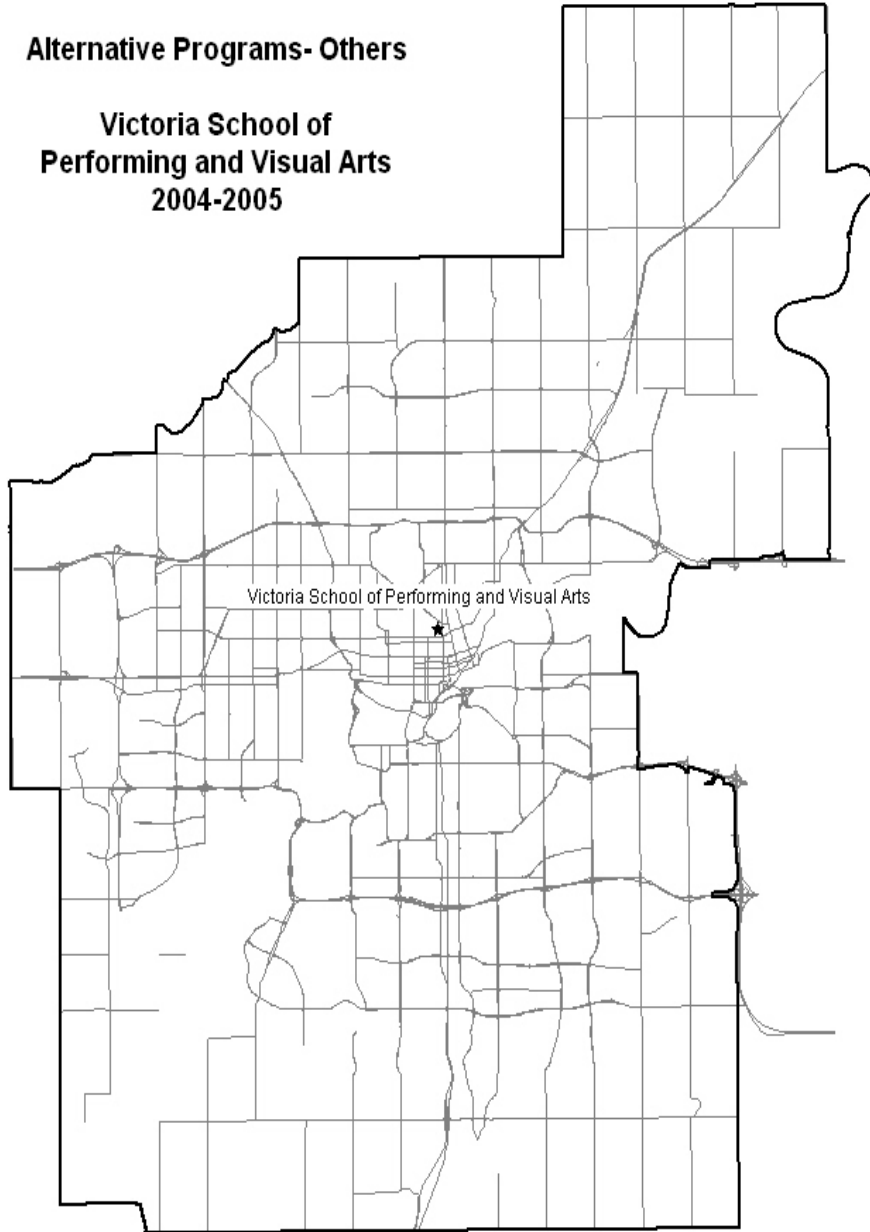 Alternative Programs- Others
Victoria School of
Performing and Visual Arts
2004-2005
Victoria School of Performing and Visual Arts